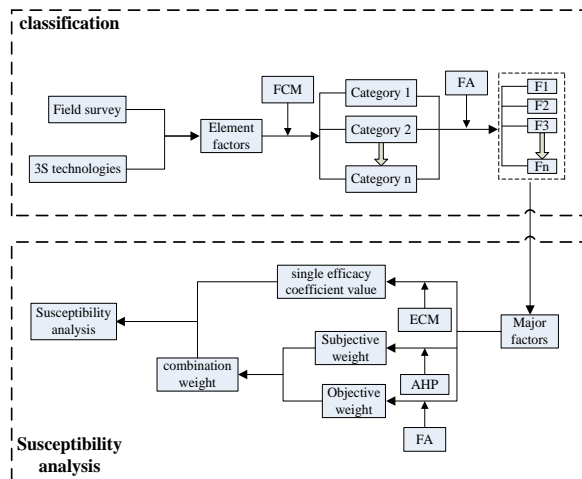 classification
Field survey
3S technologies
Element
factors
FCM
Category 1
Category 2
Category n
FA
F1
F2
F3
Fn
single efficacy
coefficient value
Susceptibility
analysis
ECM
Major
factors
Subjective
weight
combination
weight
AHP
Objective
weight
FA
Susceptibility
analysis